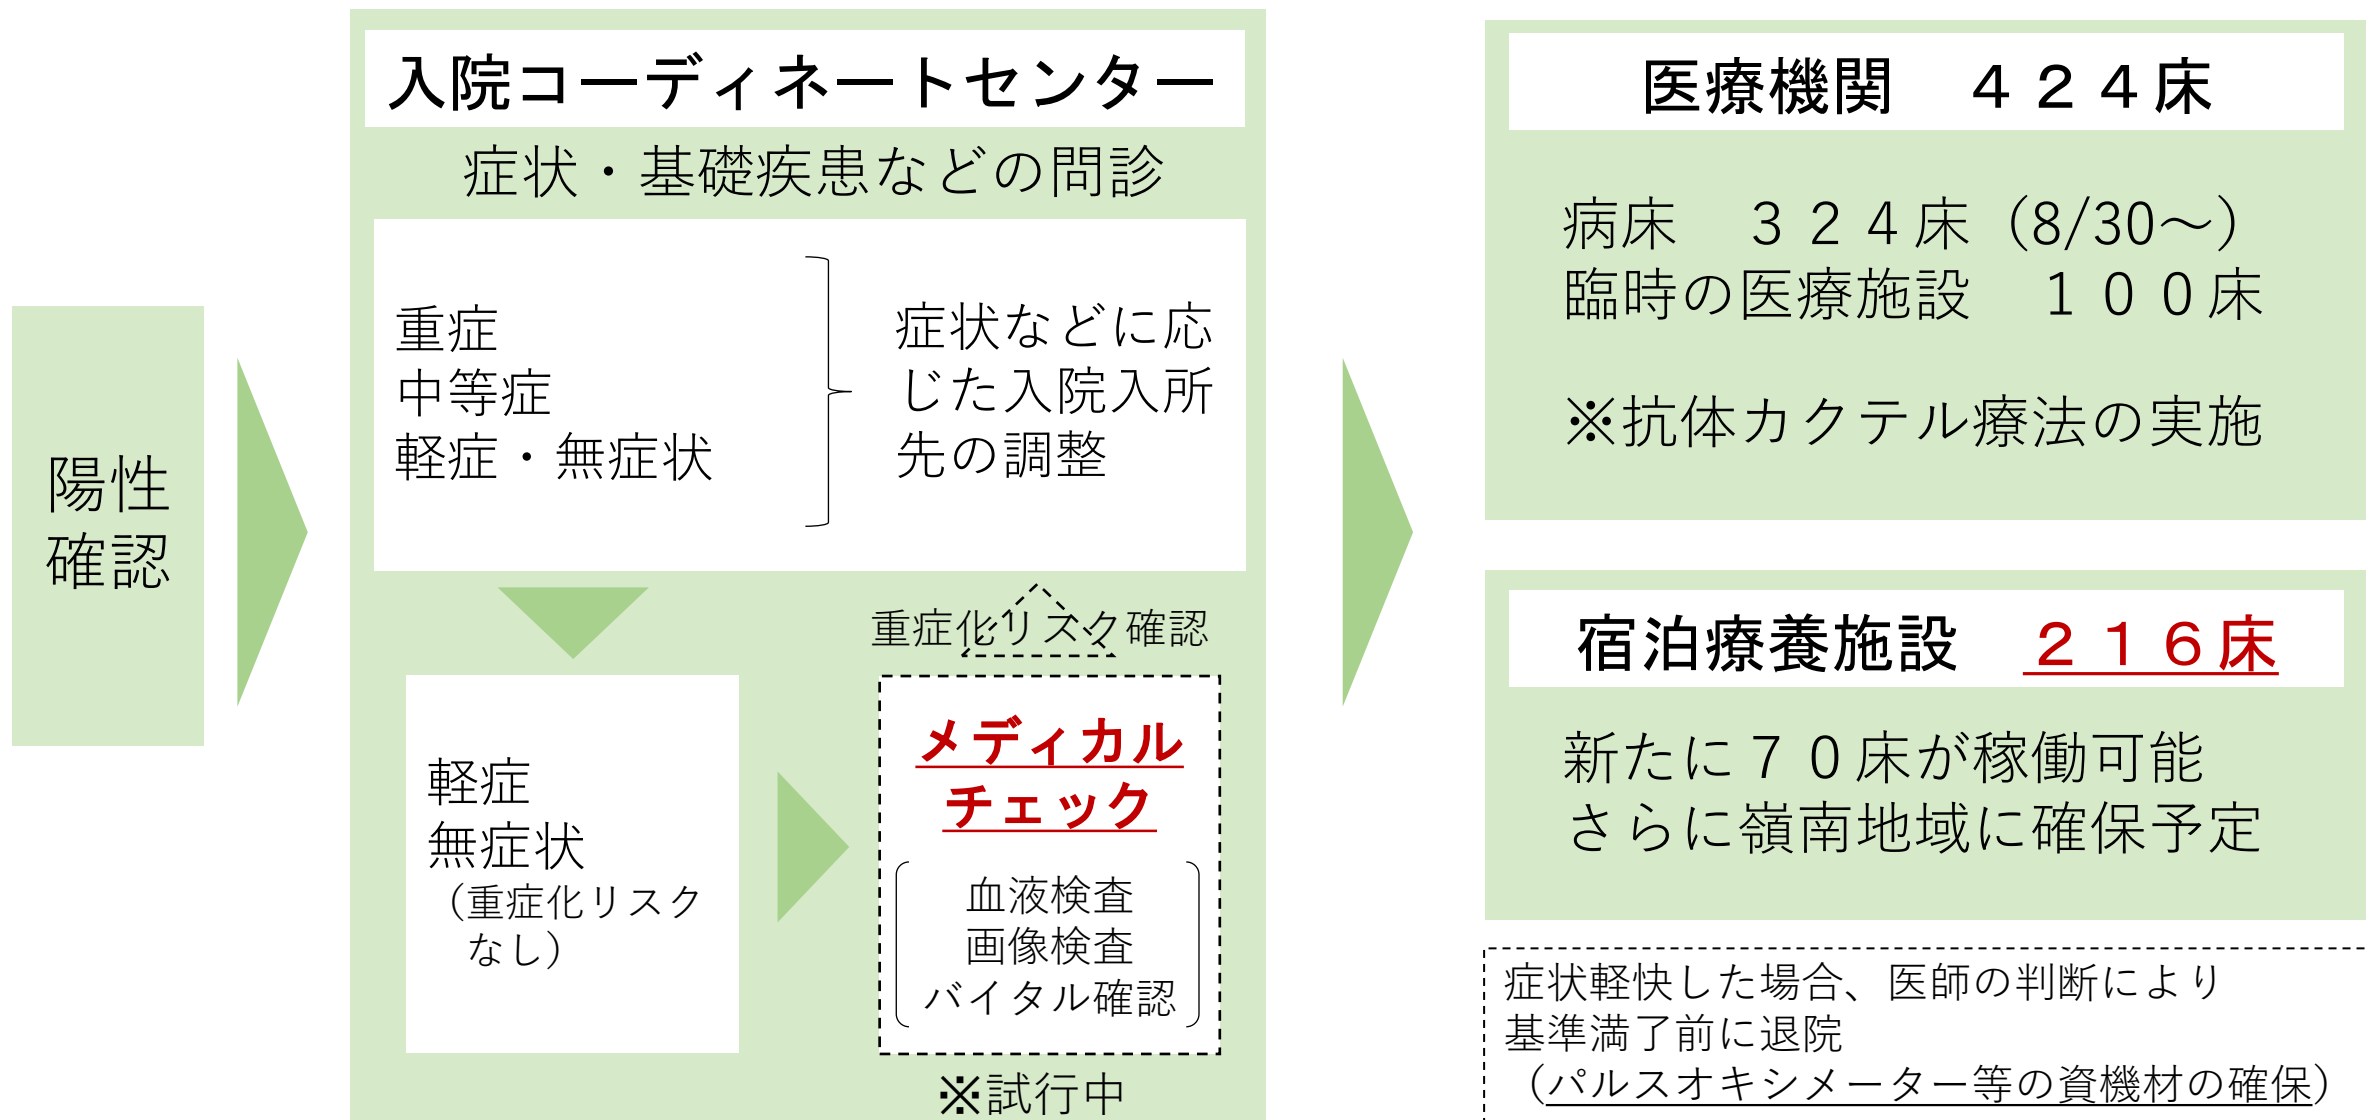 陽性
確認
入院コーディネートセンター
症状・基礎疾患などの問診
重症
中等症
軽症・無症状
症状などに応
じた入院入所
先の調整
重症化リスク確認
軽症
無症状
（重症化リスク
なし）
メディカル
チェック
血液検査
画像検査
バイタル確認
※試行中
医療機関　４２４床
病床　３２４床（8/30～）
臨時の医療施設　１００床
※抗体カクテル療法の実施
宿泊療養施設　２１６床
新たに７０床が稼働可能
さらに嶺南地域に確保予定
症状軽快した場合、医師の判断により
基準満了前に退院
（パルスオキシメーター等の資機材の確保）